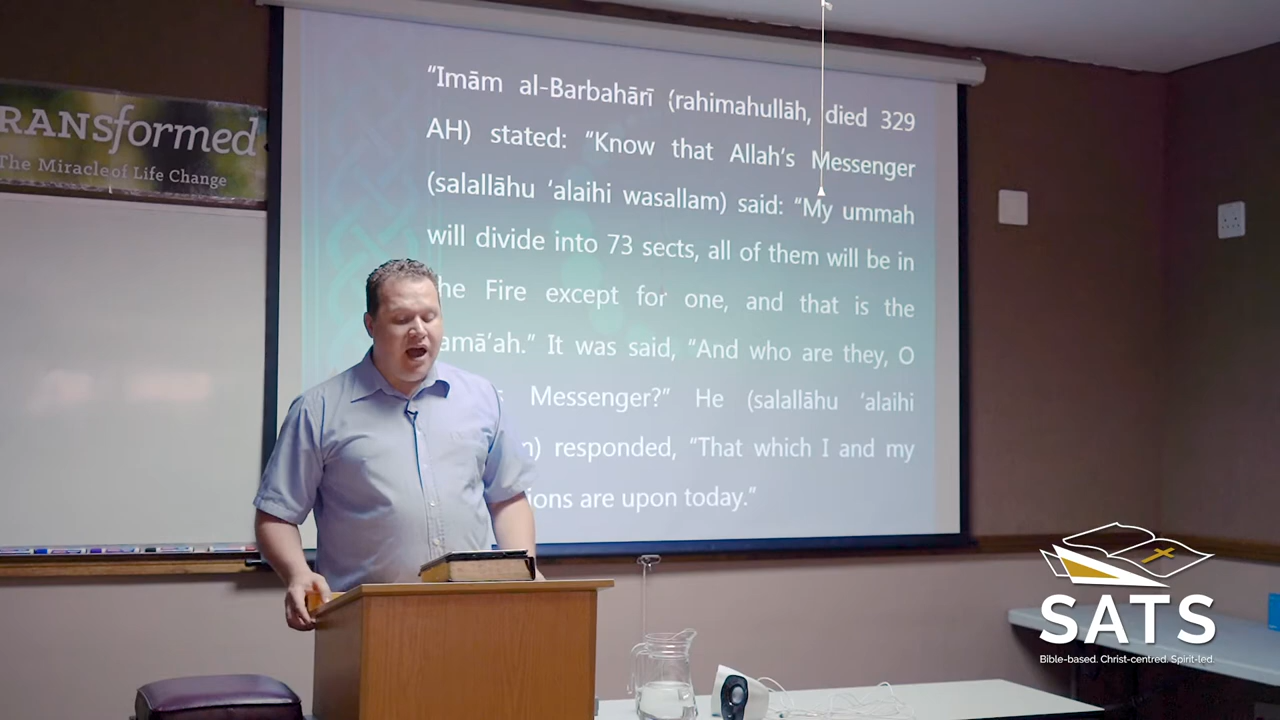 RANsformed
The Miracle of Life Change
“Imām al-Barbahārī (rahimahullāh, died 329
AH) stated: “Know that Allah’s Messenger
(salallāhu ‘alaihi wasallam) said: “My ummah
will divide into 73 sects, all of them will be in
he Fire except for one, and that is the
amā’ah.” It was said, “And who are they, O
Messenger?” He (salallāhu ‘alaihi
n) responded, “That which I and my
ions are upon today.”
SATS
Bible-based. Christ-centred. Spirit-led.